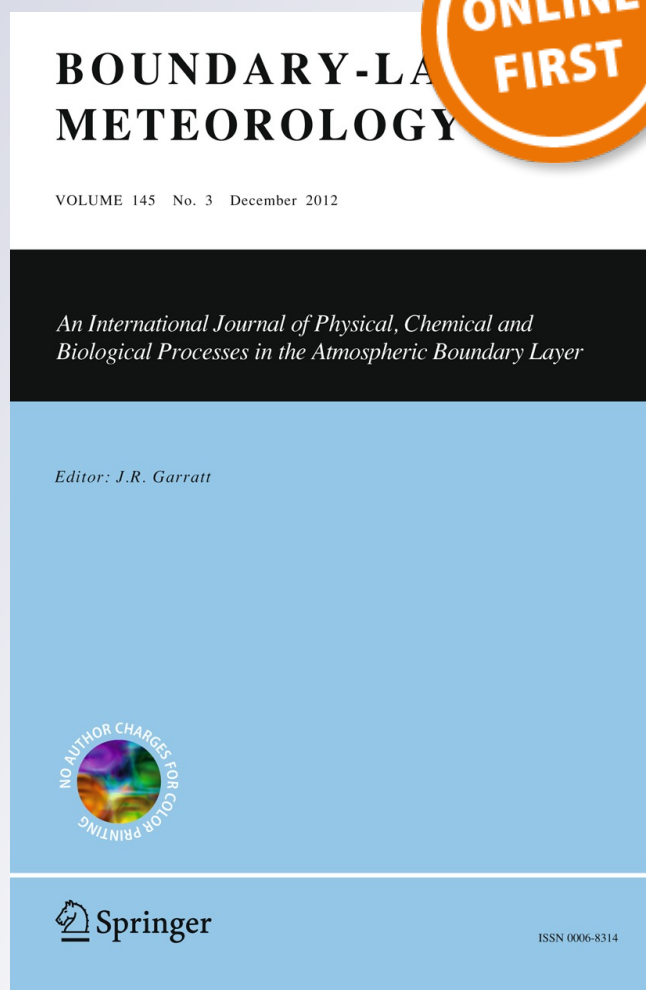 ONLINE
FIRST
BOUNDARY-LA
METEOROLOGY
VOLUME 145 No. 3 December 2012
An International Journal of Physical, Chemical and
Biological Processes in the Atmospheric Boundary Layer
Editor: J.R. Garratt
NO AUTHOR CHARGES FOR COLOR PRINTING
Springer
ISSN 0006-8314